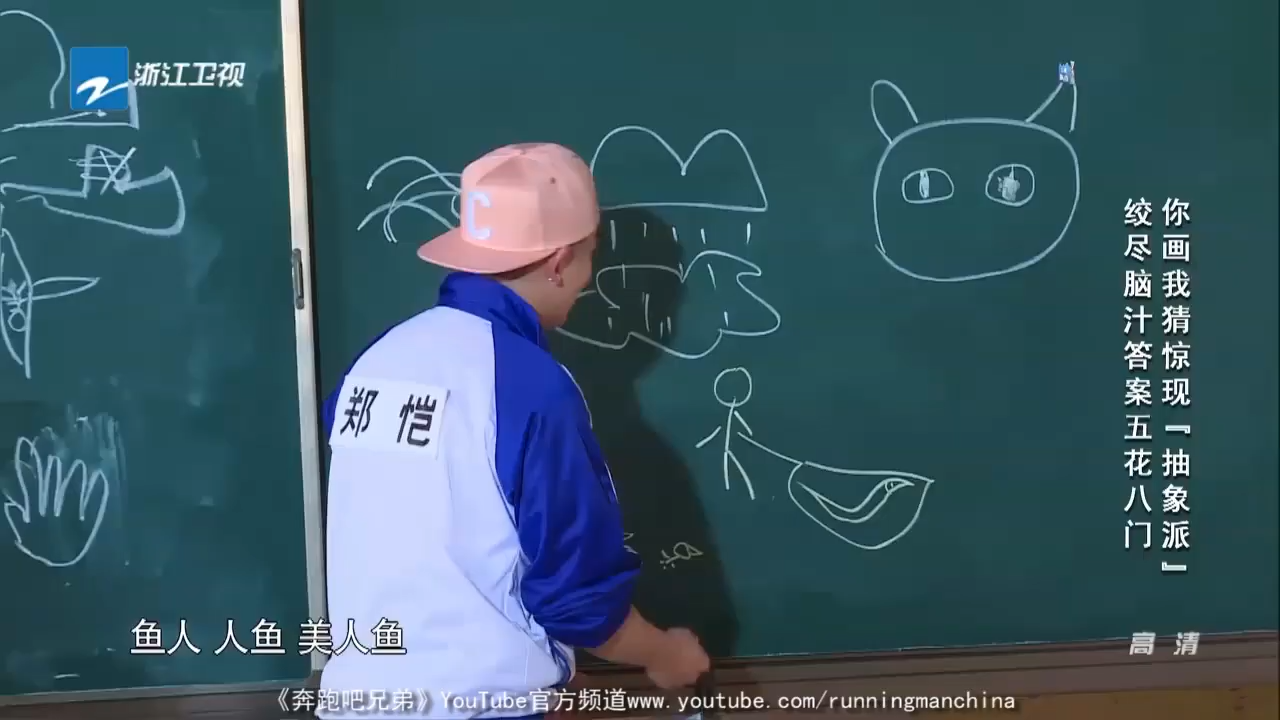 浙江卫视
C
郑 恺
你画我猜惊现『抽象派』
绞尽脑汁答案五花八门
鱼人 人鱼 美人鱼
高 清
《奔跑吧兄弟》YouTube官方频道www.youtube.com/runningmanchina